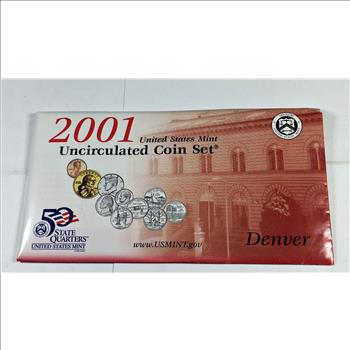 2001
United States Mint
Uncirculated Coin Set®
50
STATE
QUARTERS
UNITED STATES MINT
www.USMINT.gov
Denver